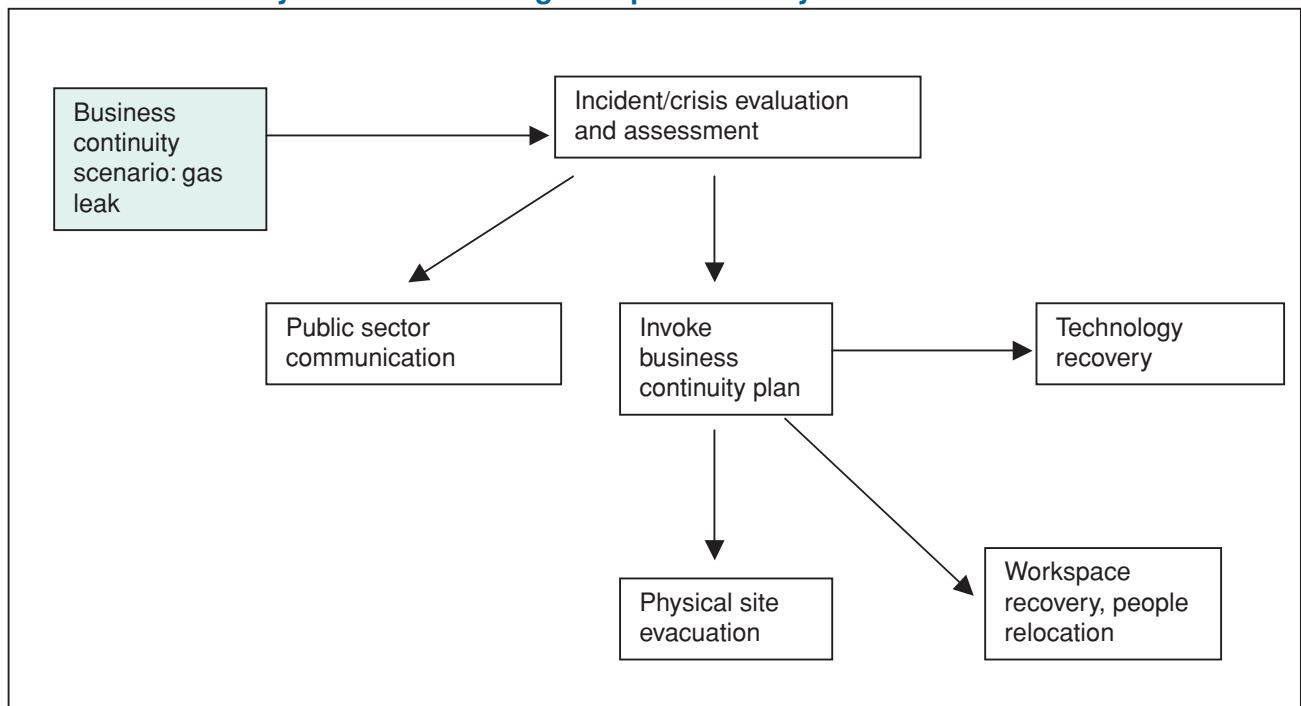 Business
continuity
scenario: gas
leak
Incident/crisis evaluation
and assessment
Public sector
communication
Invoke
business
continuity plan
Technology
recovery
Physical site
evacuation
Workspace
recovery, people
relocation